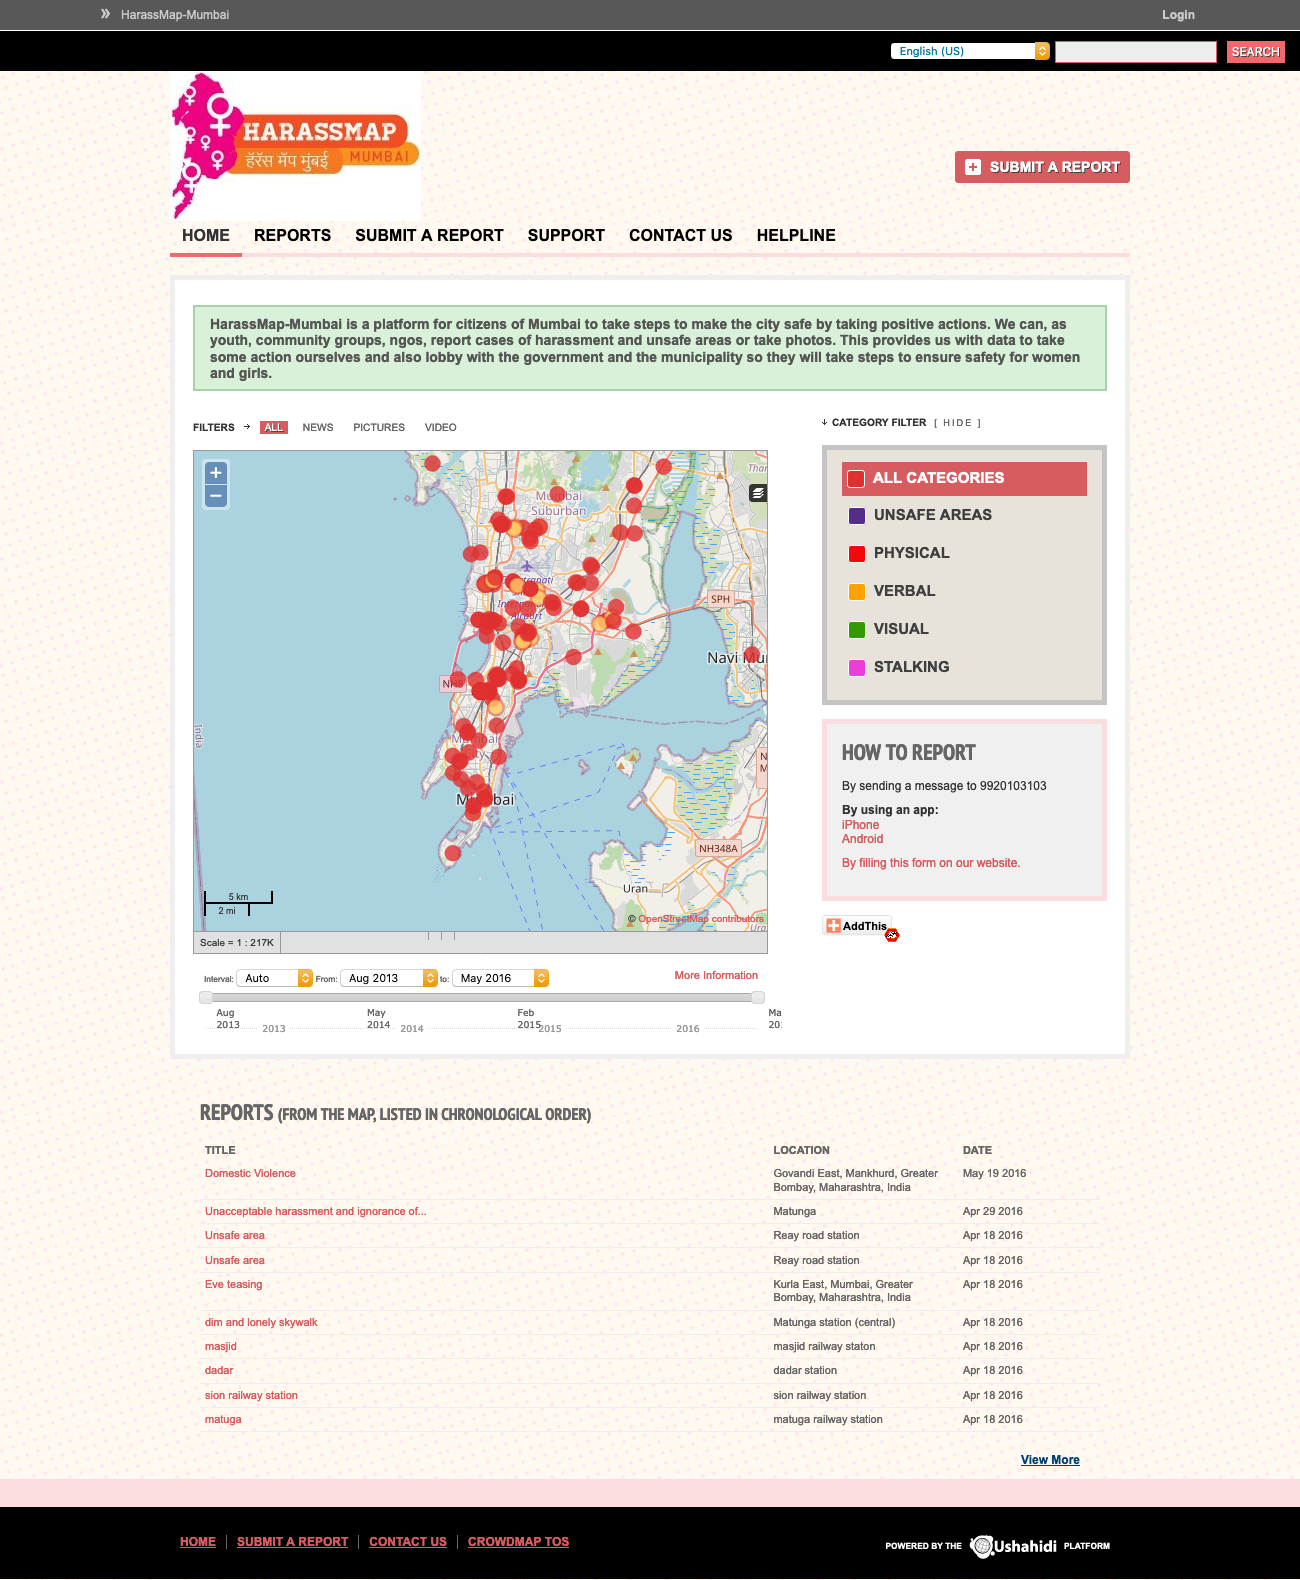 HarassMap-Mumbai
Login
English (US)
SEARCH
HARASSMAP
हॅरॅस मॅप मुंबई MUMBAI
SUBMIT A REPORT
HOME REPORTS SUBMIT A REPORT SUPPORT CONTACT US HELPLINE
HarassMap-Mumbai is a platform for citizens of Mumbai to take steps to make the city safe by taking positive actions. We can, as
youth, community groups, ngos, report cases of harassment and unsafe areas or take photos. This provides us with data to take
some action ourselves and also lobby with the government and the municipality so they will take steps to ensure safety for women
and girls.
FILTERS ALL NEWS PICTURES VIDEO
CATEGORY FILTER [ HIDE ]
ALL CATEGORIES
UNSAFE AREAS
PHYSICAL
VERBAL
VISUAL
STALKING
Mumbai
Suburban
SPH
Navi Mu
NH8
India
City
Mumbai
NH348A
Uran
5 km
2 mi
© OpenStreetMap contributors
Scale = 1 : 217K
HOW TO REPORT
By sending a message to 9920103103
By using an app:
iPhone
Android
By filling this form on our website.
AddThis
Interval: Auto From: Aug 2013 to: May 2016
More Information
Aug
2013
2013
May
2014
2014
Feb
2015
2015
2016
Ma
20
REPORTS (FROM THE MAP, LISTED IN CHRONOLOGICAL ORDER)
TITLE LOCATION DATE
Domestic Violence Govandi East, Mankhurd, Greater May 19 2016
Bombay, Maharashtra, India
Unacceptable harassment and ignorance of... Matunga Apr 29 2016
Unsafe area Reay road station Apr 18 2016
Unsafe area Reay road station Apr 18 2016
Eve teasing Kurla East, Mumbai, Greater Apr 18 2016
Bombay, Maharashtra, India
dim and lonely skywalk Matunga station (central) Apr 18 2016
masjid masjid railway staton Apr 18 2016
dadar dadar station Apr 18 2016
sion railway station sion railway station Apr 18 2016
matuga matuga railway station Apr 18 2016
View More
HOME SUBMIT A REPORT CONTACT US CROWDMAP TOS
POWERED BY THE Ushahidi PLATFORM